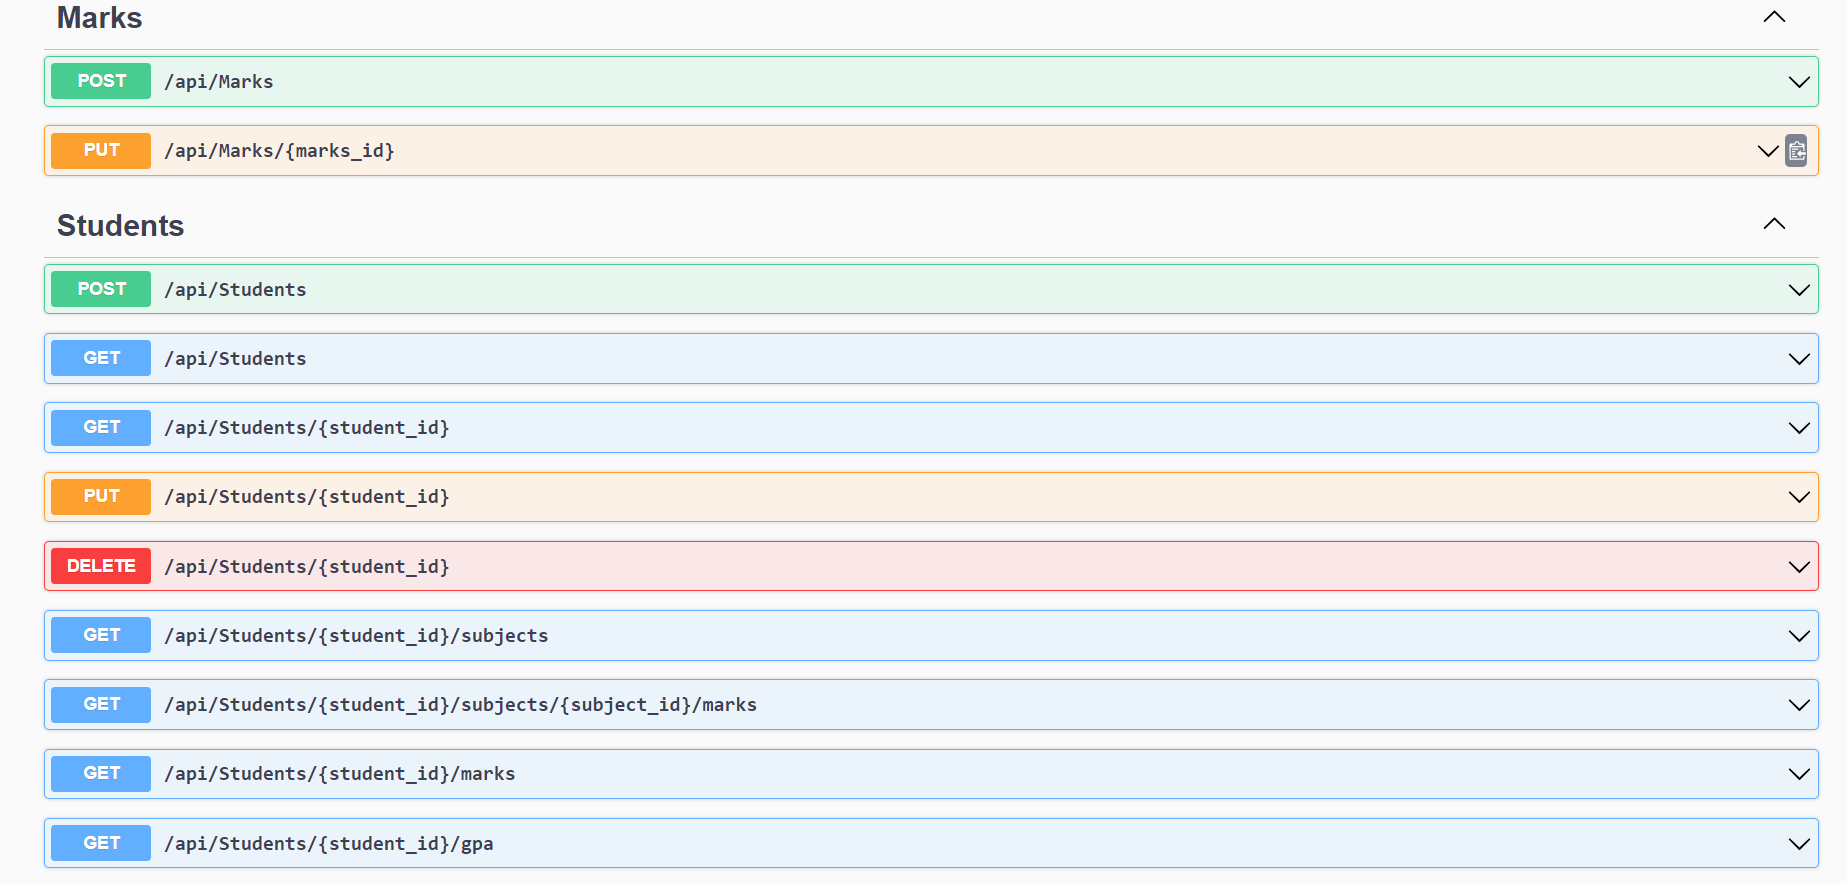 Marks
POST /api/Marks
PUT /api/Marks/{marks_id}
Students
POST /api/Students
GET /api/Students
GET /api/Students/{student_id}
PUT /api/Students/{student_id}
DELETE /api/Students/{student_id}
GET /api/Students/{student_id}/subjects
GET /api/Students/{student_id}/subjects/{subject_id}/marks
GET /api/Students/{student_id}/marks
GET /api/Students/{student_id}/gpa